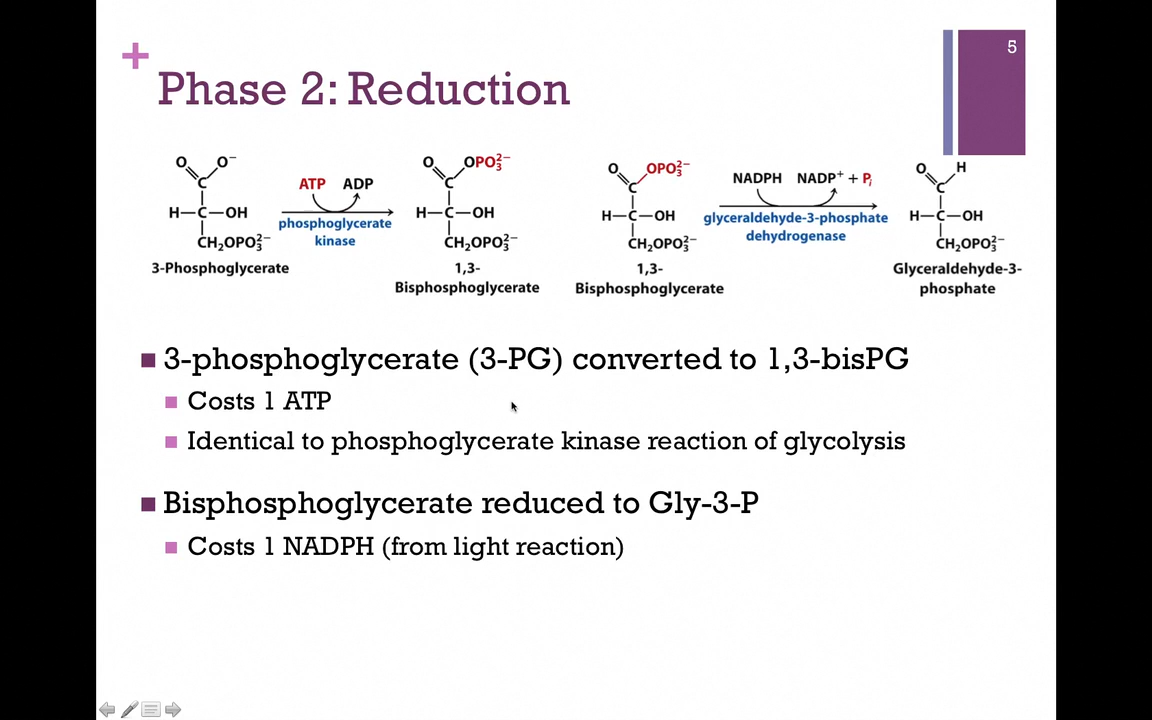 5
+
Phase 2: Reduction
O O⁻
C
H–C–OH
CH₂OPO₃²⁻
3-Phosphoglycerate
ATP ADP
phosphoglycerate
kinase
O OPO₃²⁻
C
H–C–OH
CH₂OPO₃²⁻
1,3-
Bisphosphoglycerate
O OPO₃²⁻
C
H–C–OH
CH₂OPO₃²⁻
1,3-
Bisphosphoglycerate
NADPH NADP⁺ + Pᵢ
glyceraldehyde-3-phosphate
dehydrogenase
O H
C
H–C–OH
CH₂OPO₃²⁻
Glyceraldehyde-3-
phosphate
3-phosphoglycerate (3-PG) converted to 1,3-bisPG
Costs 1 ATP
Identical to phosphoglycerate kinase reaction of glycolysis
Bisphosphoglycerate reduced to Gly-3-P
Costs 1 NADPH (from light reaction)